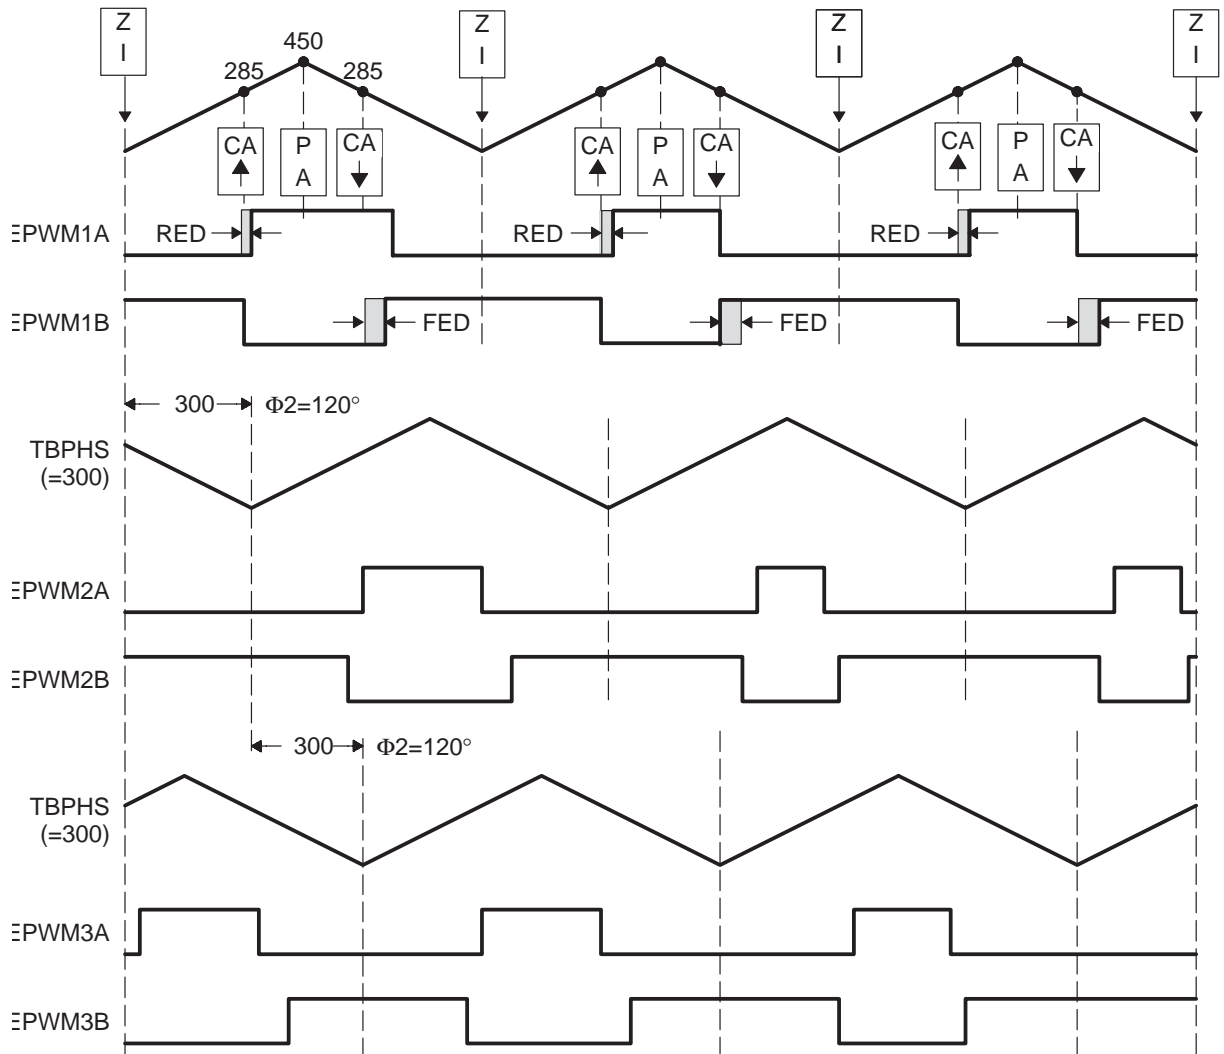 Z
I
Z
I
Z
I
Z
I
450
285
285
CA
P
A
CA
CA
P
A
CA
CA
P
A
CA
EPWM1A
RED
RED
RED
EPWM1B
FED
FED
FED
300
Φ2=120°
TBPHS
(=300)
EPWM2A
EPWM2B
300
Φ2=120°
TBPHS
(=300)
EPWM3A
EPWM3B